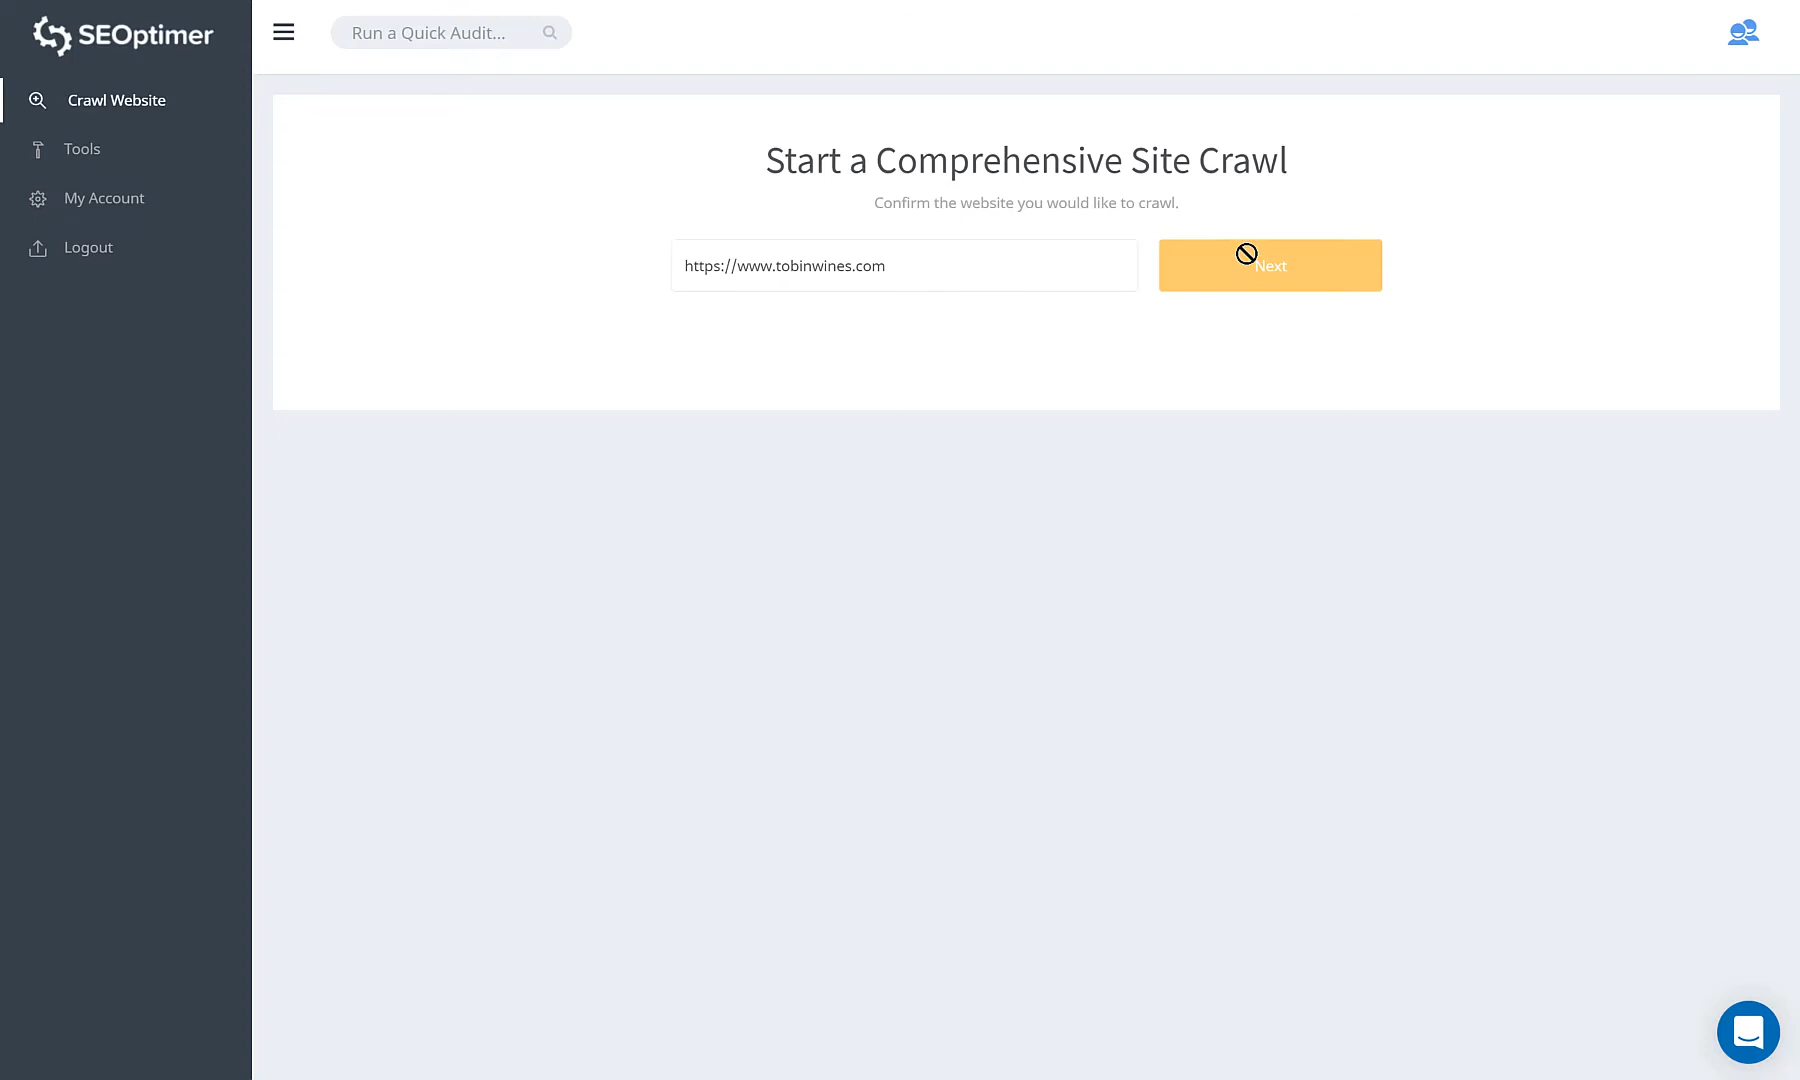 SEOptimer
Run a Quick Audit...
Crawl Website
Tools
My Account
Logout
Start a Comprehensive Site Crawl
Confirm the website you would like to crawl.
https://www.tobinwines.com
Next